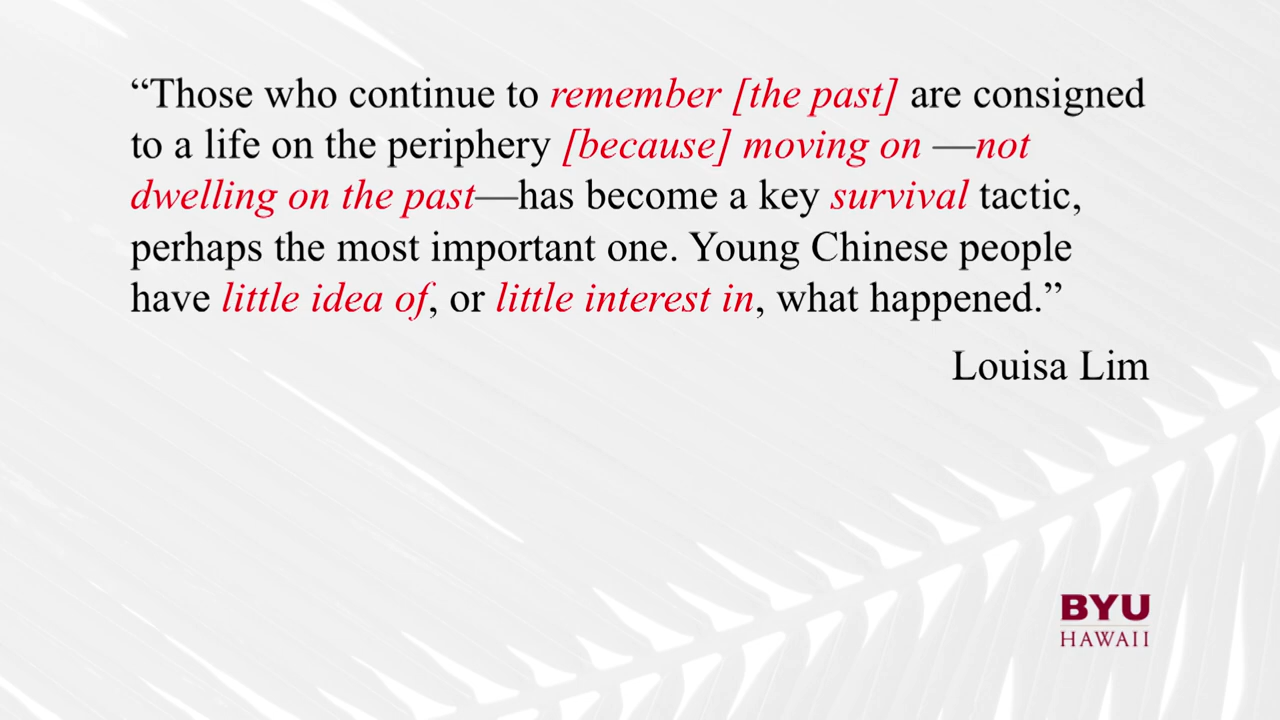 “Those who continue to remember [the past] are consigned
to a life on the periphery [because] moving on —not
dwelling on the past—has become a key survival tactic,
perhaps the most important one. Young Chinese people
have little idea of, or little interest in, what happened.”
Louisa Lim
BYU
HAWAII